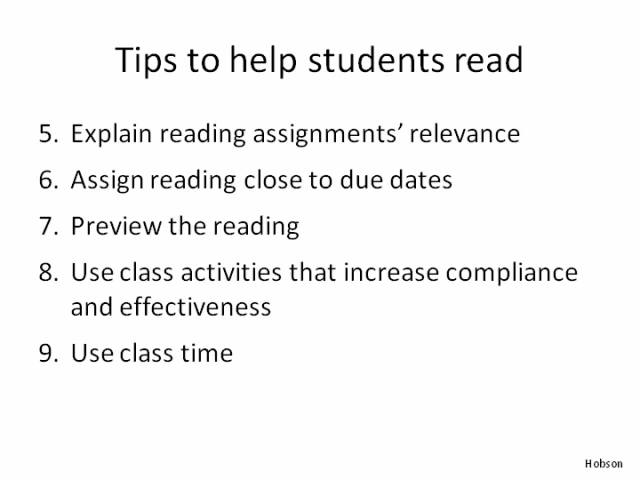 Tips to help students read
5. Explain reading assignments’ relevance
6. Assign reading close to due dates
7. Preview the reading
8. Use class activities that increase compliance
and effectiveness
9. Use class time
Hobson